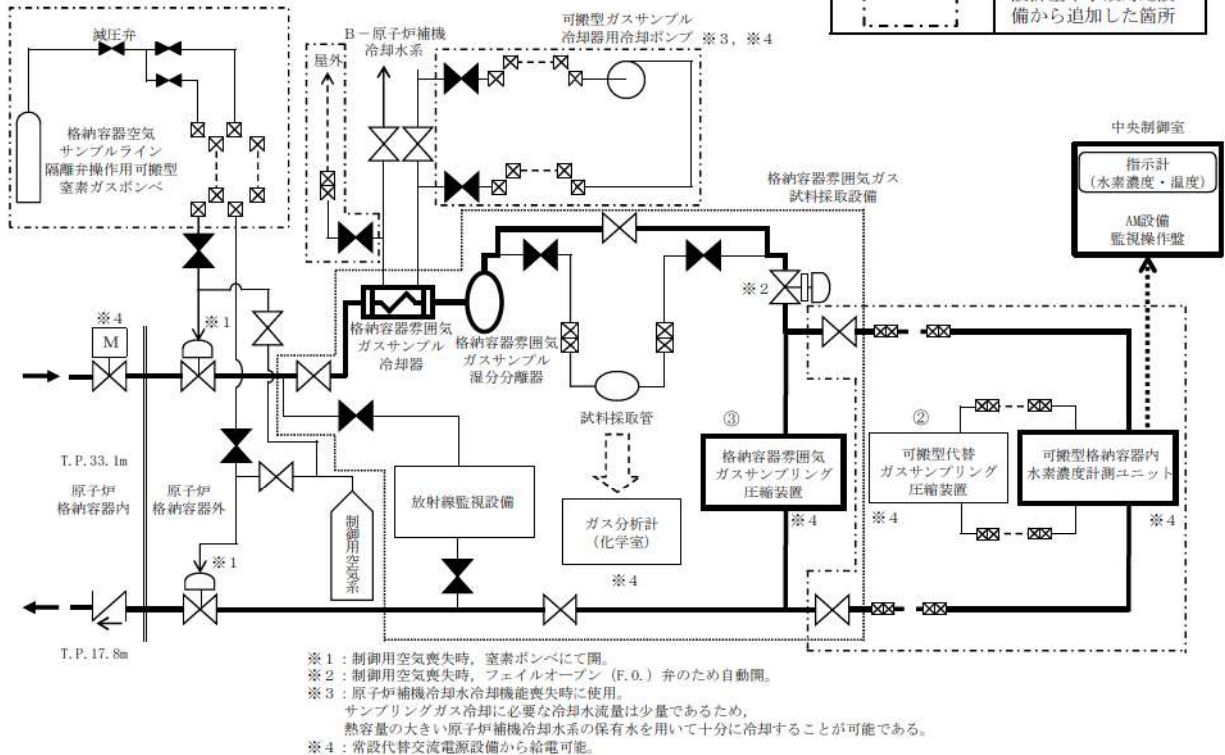 備から追加した箇所
減圧弁
格納容器空気
サンプルライン
隔離弁操作用可搬型
窒素ガスボンベ
屋外
B-原子炉補機
冷却水系
可搬型ガスサンプル
冷却器用冷却ポンプ ※3, ※4
中央制御室
指示計
(水素濃度・温度)
AM設備
監視操作盤
格納容器雰囲気ガス
試料採取設備
※2
※4
M
※1
格納容器雰囲気
ガスサンプル
冷却器
格納容器雰囲気
ガスサンプル
湿分分離器
試料採取管
③
格納容器雰囲気
ガスサンプリング
圧縮装置
※4
②
可搬型代替
ガスサンプリング
圧縮装置
※4
可搬型格納容器内
水素濃度計測ユニット
※4
T.P.33.1m
原子炉
格納容器内
原子炉
格納容器外
放射線監視設備
ガス分析計
(化学室)
※4
制御用空気系
※1
T.P.17.8m
※1:制御用空気喪失時,窒素ボンベにて開。
※2:制御用空気喪失時,フェイルオープン(F.O.)弁のため自動開。
※3:原子炉補機冷却水冷却機能喪失時に使用。
サンプリングガス冷却に必要な冷却水流量は少量であるため,
熱容量の大きい原子炉補機冷却水系の保有水を用いて十分に冷却することが可能である。
※4:常設代替交流電源設備から給電可能。